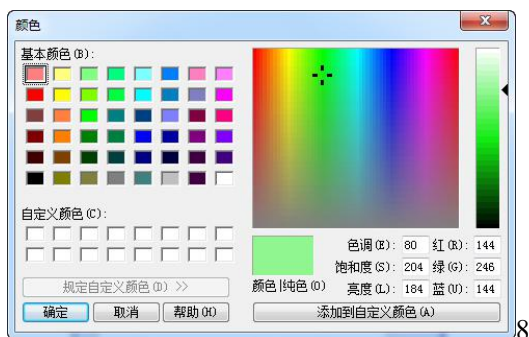 颜色
基本颜色(B):
自定义颜色(C):
规定自定义颜色(D) >>
确定 取消 帮助(H)
颜色|纯色(O)
色调(E): 80 红(R): 144
饱和度(S): 204 绿(G): 246
亮度(L): 184 蓝(U): 144
添加到自定义颜色(A)
8